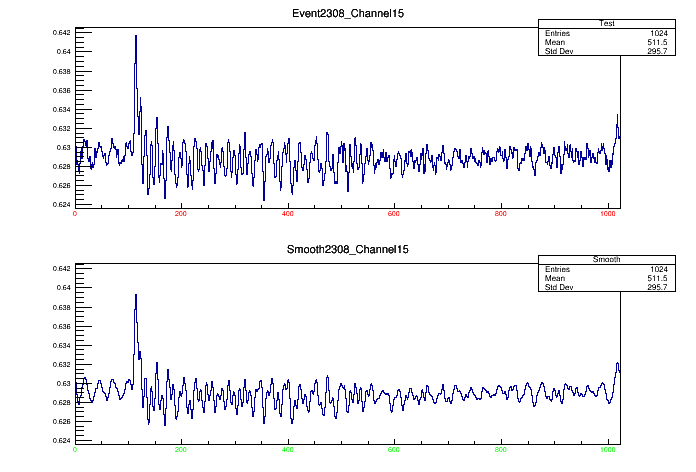 Event2308_Channel15
Test
Entries 1024
Mean 511.5
Std Dev 295.7
0.642
0.64
0.638
0.636
0.634
0.632
0.63
0.628
0.626
0.624
0 200 400 600 800 1000
Smooth2308_Channel15
Smooth
Entries 1024
Mean 511.5
Std Dev 295.7
0.642
0.64
0.638
0.636
0.634
0.632
0.63
0.628
0.626
0.624
0 200 400 600 800 1000